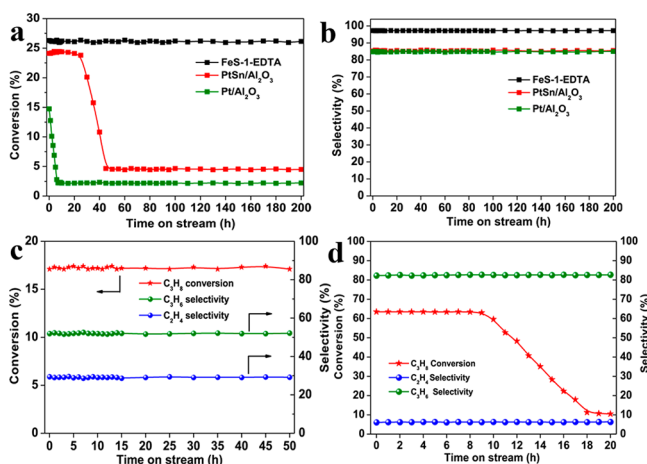 a
Conversion (%)
30
25
20
15
10
5
0
FeS-1-EDTA
PtSn/Al₂O₃
Pt/Al₂O₃
0 20 40 60 80 100 120 140 160 180 200
Time on stream (h)
b
Selectivity (%)
100
90
80
70
60
50
40
30
20
10
0
FeS-1-EDTA
PtSn/Al₂O₃
Pt/Al₂O₃
0 20 40 60 80 100 120 140 160 180 200
Time on stream (h)
c
Conversion (%)
20
15
10
5
0
C₃H₈ conversion
C₃H₆ selectivity
C₂H₄ selectivity
100
80
60
40
20
0
Selectivity (%)
0 5 10 15 20 25 30 35 40 45 50
Time on stream (h)
d
Conversion (%)
100
90
80
70
60
50
40
30
20
10
0
C₃H₈ Conversion
Selectivity
C₃H₆ Selectivity
100
90
80
70
60
50
40
30
20
10
0
Selectivity (%)
0 2 4 6 8 10 12 14 16 18 20
Time on stream (h)